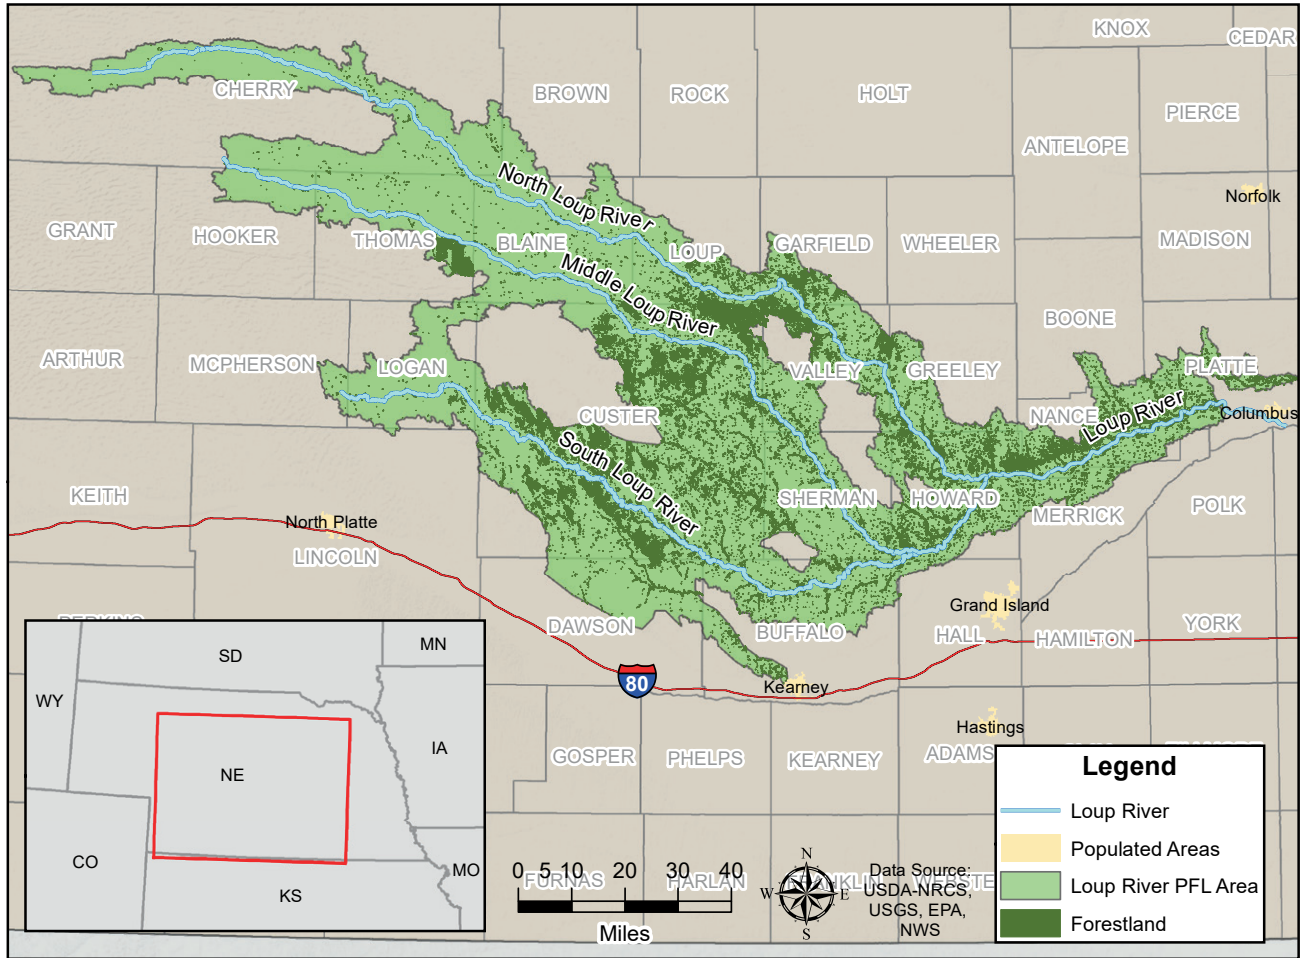 KNOX
CEDAR
CHERRY
BROWN
ROCK
HOLT
PIERCE
ANTELOPE
North Loup River
Norfolk
GRANT
HOOKER
THOMAS
BLAINE
LOUP
GARFIELD
WHEELER
MADISON
Middle Loup River
BOONE
ARTHUR
MCPHERSON
LOGAN
VALLEY
GREELEY
PLATTE
CUSTER
NANCE
Loup River
Columbus
South Loup River
KEITH
SHERMAN
HOWARD
MERRICK
POLK
North Platte
LINCOLN
Grand Island
DAWSON
BUFFALO
HALL
HAMILTON
YORK
80
Kearney
Hastings
GOSPER
PHELPS
KEARNEY
ADAMS
SD
MN
WY
IA
NE
CO
MO
KS
0 5 10 20 30 40
FURNAS
HARLAN
FRANKLIN
Miles
N
W
E
S
Data Source:
USDA-NRCS,
USGS, EPA,
NWS
Legend
Loup River
Populated Areas
Loup River PFL Area
Forestland